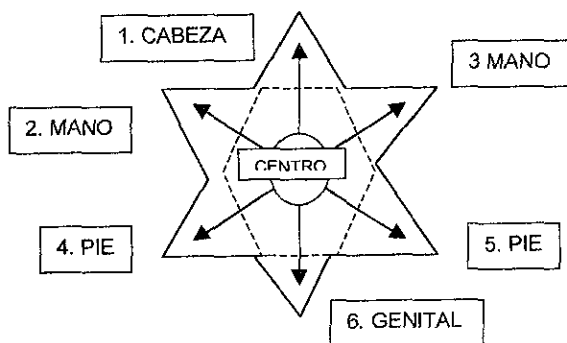 1. CABEZA
3 MANO
2. MANO
CENTRO
4. PIE
5. PIE
6. GENITAL